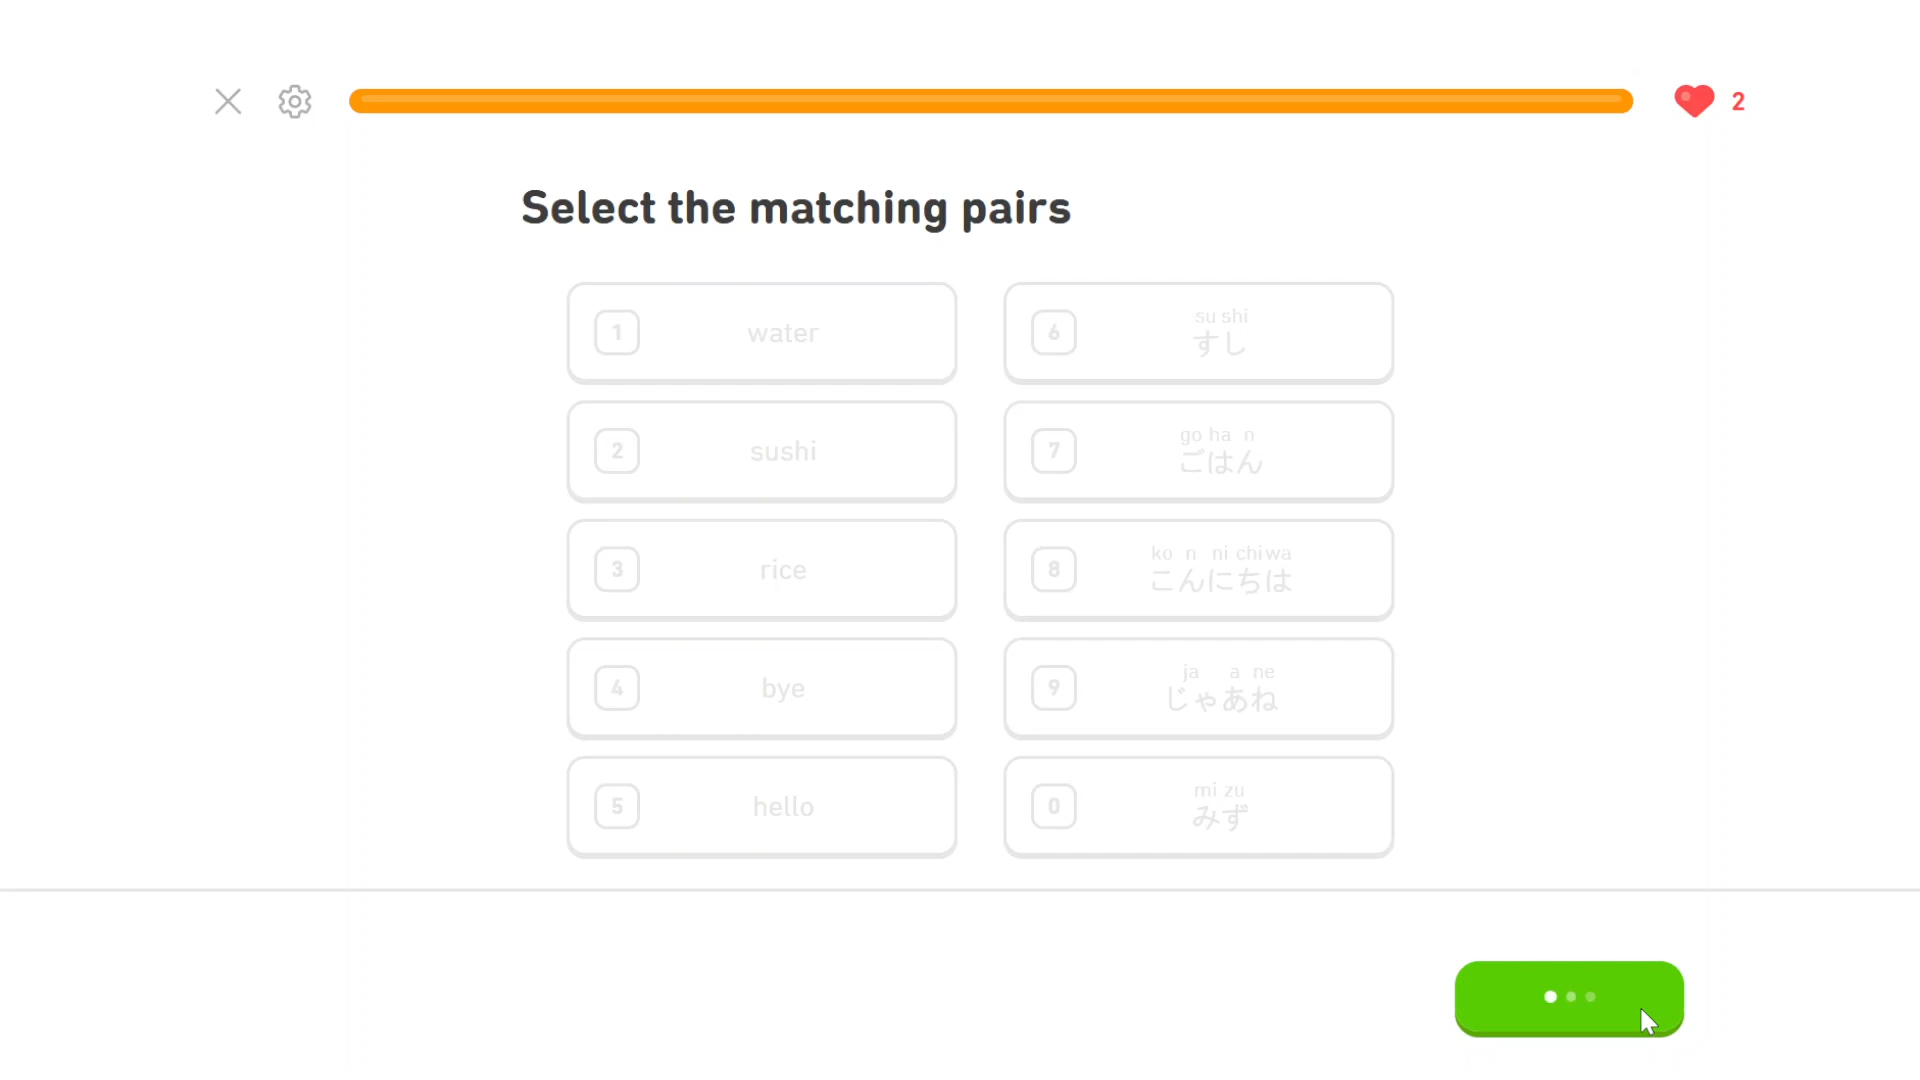 2
Select the matching pairs
1 water
su shi
6 すし
2 sushi
go ha n
7 ごはん
3 rice
ko n ni chi wa
8 こんにちは
4 bye
ja a ne
9 じゃあね
5 hello
mi zu
0 みず